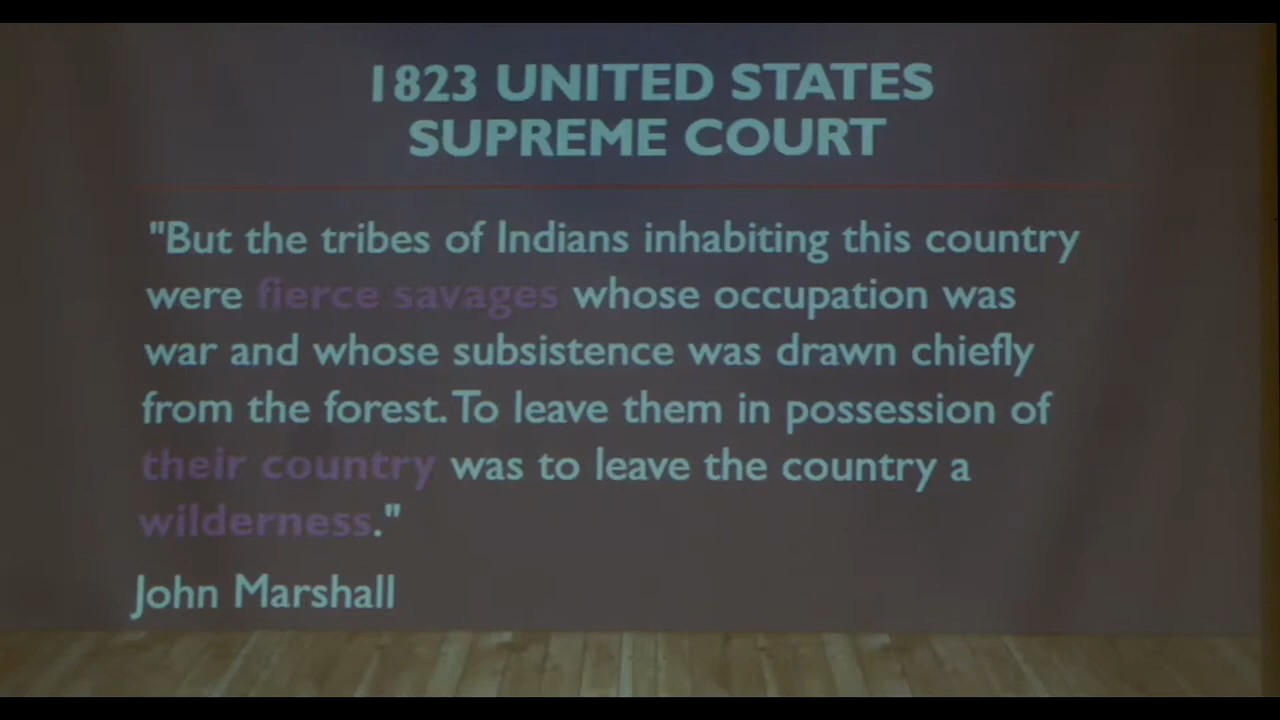 1823 UNITED STATES
SUPREME COURT
"But the tribes of Indians inhabiting this country
were fierce savages whose occupation was
war and whose subsistence was drawn chiefly
from the forest. To leave them in possession of
their country was to leave the country a
wilderness."
John Marshall